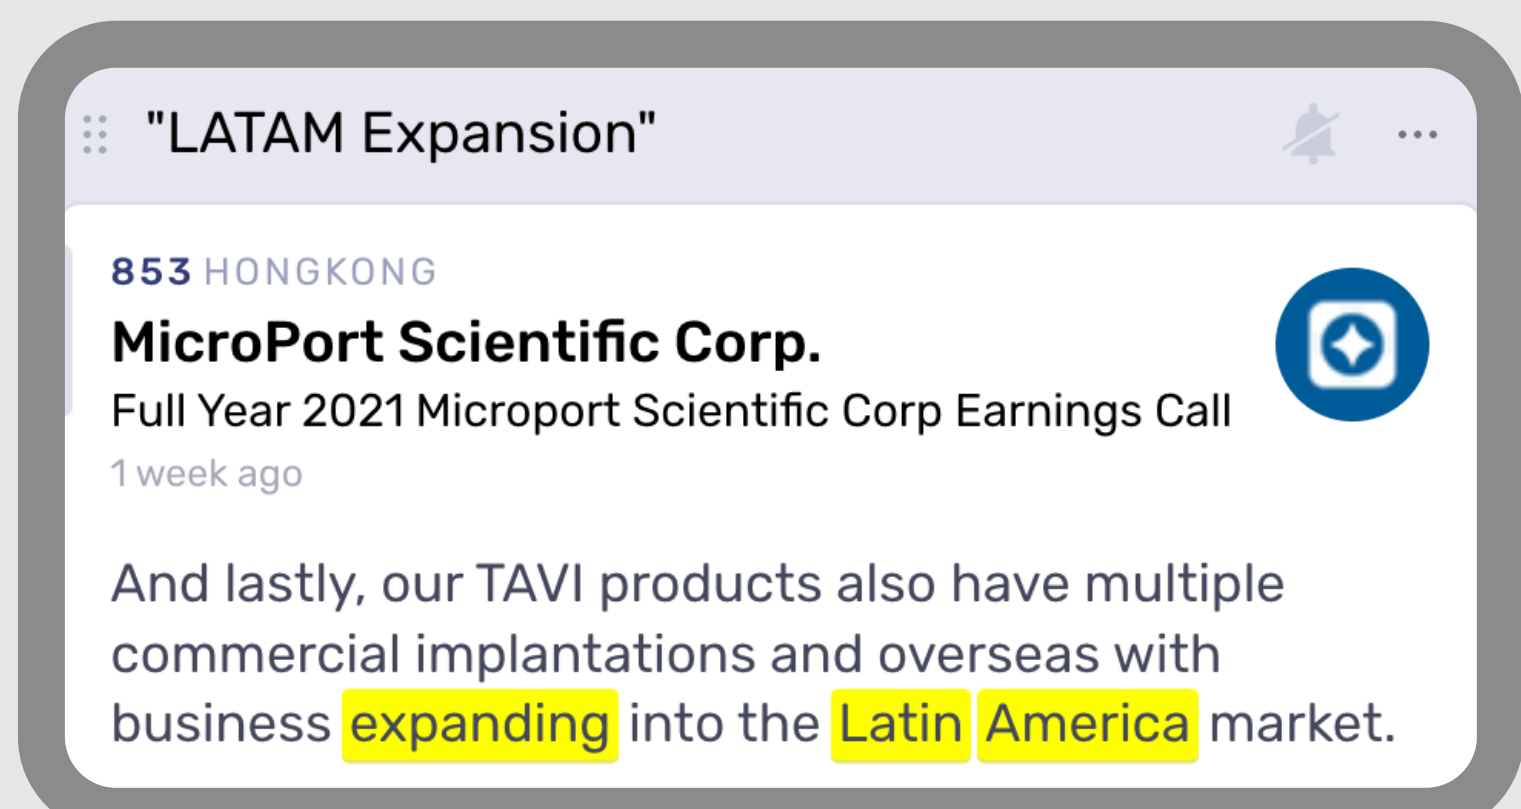 "LATAM Expansion"
853 HONGKONG
MicroPort Scientific Corp.
Full Year 2021 Microport Scientific Corp Earnings Call
1 week ago
And lastly, our TAVI products also have multiple
commercial implantations and overseas with
business expanding into the Latin America market.